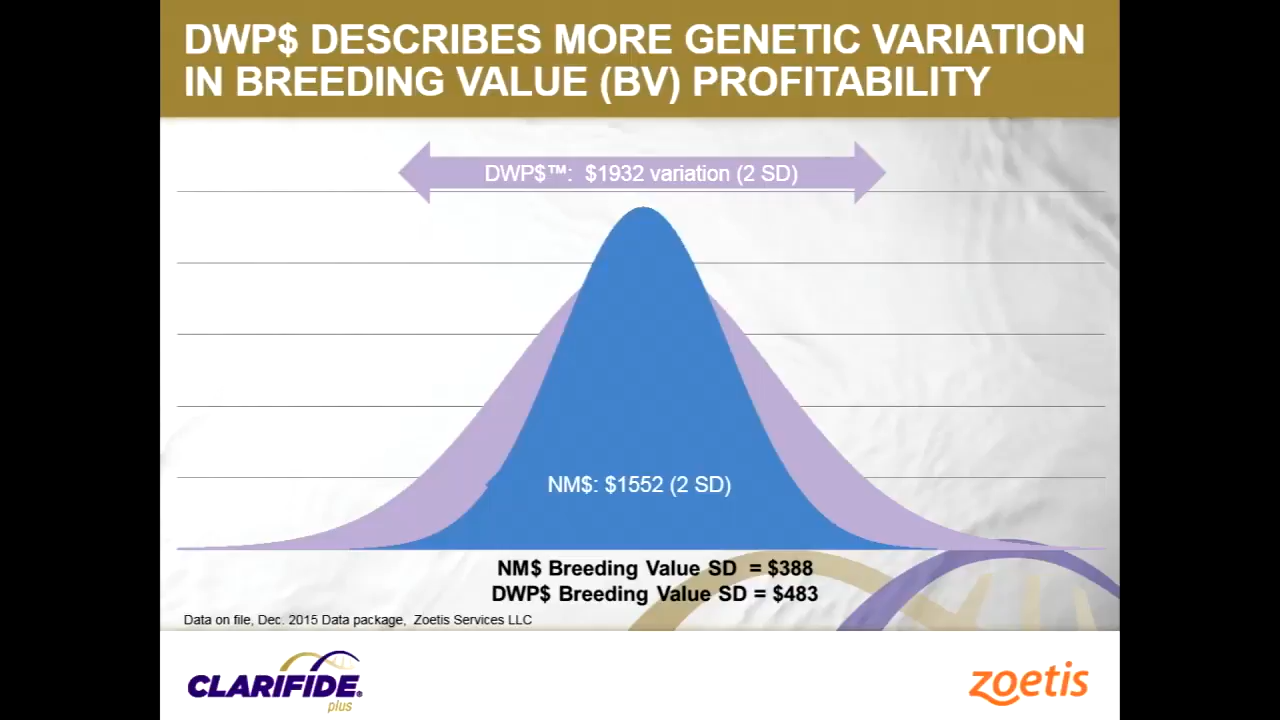 DWP$ DESCRIBES MORE GENETIC VARIATION
IN BREEDING VALUE (BV) PROFITABILITY
DWP$™: $1932 variation (2 SD)
NM$: $1552 (2 SD)
NM$ Breeding Value SD = $388
DWP$ Breeding Value SD = $483
Data on file, Dec. 2015 Data package, Zoetis Services LLC
CLARIFIDE®
plus
zoetis